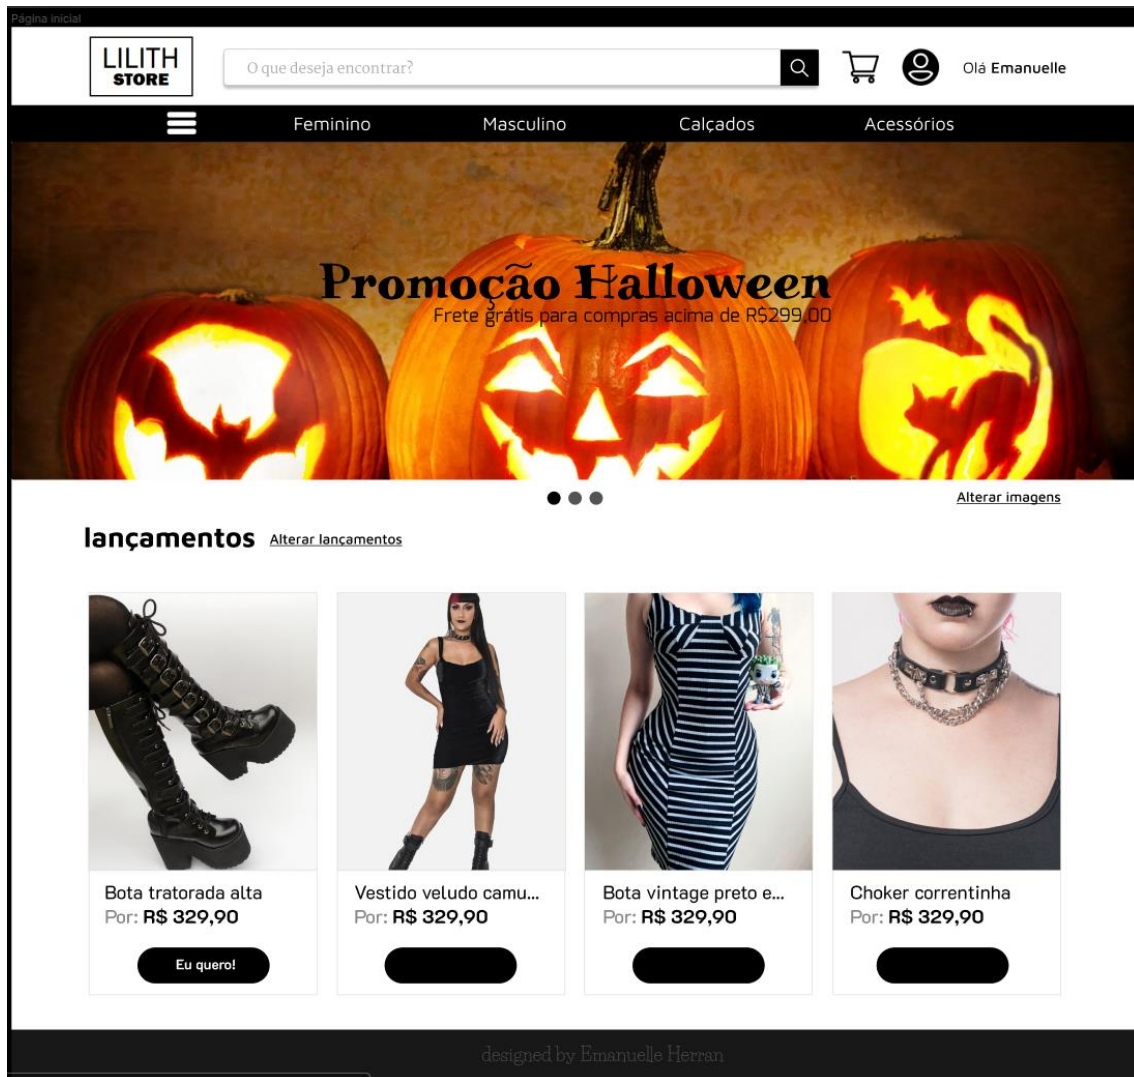 Página inicial
LILITH
STORE
O que deseja encontrar?
Olá Emanuelle
Feminino Masculino Calçados Acessórios
Promoção Halloween
Frete grátis para compras acima de R$299,00
Alterar imagens
lançamentos Alterar lançamentos
Bota tratorada alta
Por: R$ 329,90
Eu quero!
Vestido veludo camu...
Por: R$ 329,90
Bota vintage preto e...
Por: R$ 329,90
Choker correntinha
Por: R$ 329,90
designed by Emanuelle Herran